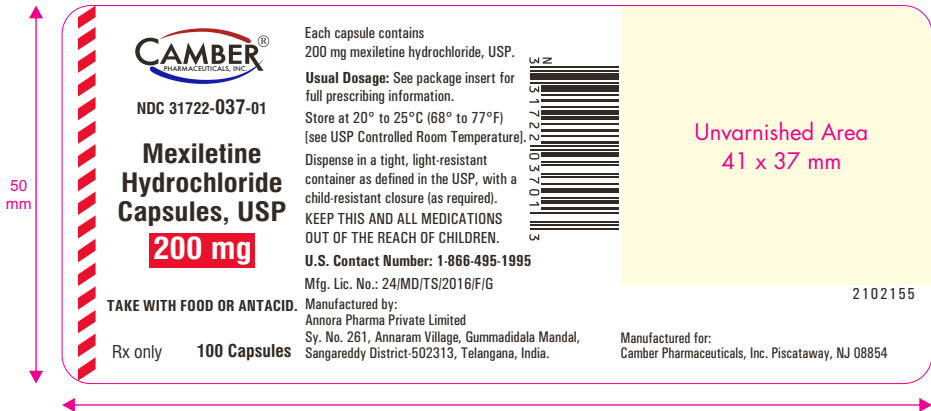 50
mm
CAMBER®
PHARMACEUTICALS, INC.
NDC 31722-037-01
Mexiletine
Hydrochloride
Capsules, USP
200 mg
TAKE WITH FOOD OR ANTACID.
Rx only 100 Capsules
Each capsule contains
200 mg mexiletine hydrochloride, USP.
Usual Dosage: See package insert for
full prescribing information.
Store at 20° to 25°C (68° to 77°F)
[see USP Controlled Room Temperature].
Dispense in a tight, light-resistant
container as defined in the USP, with a
child-resistant closure (as required).
KEEP THIS AND ALL MEDICATIONS
OUT OF THE REACH OF CHILDREN.
U.S. Contact Number: 1-866-495-1995
Mfg. Lic. No.: 24/MD/TS/2016/F/G
Manufactured by:
Annora Pharma Private Limited
Sy. No. 261, Annaram Village, Gummadidala Mandal,
Sangareddy District-502313, Telangana, India.
N
3 31722 03701 3
Unvarnished Area
41 x 37 mm
2102155
Manufactured for:
Camber Pharmaceuticals, Inc. Piscataway, NJ 08854